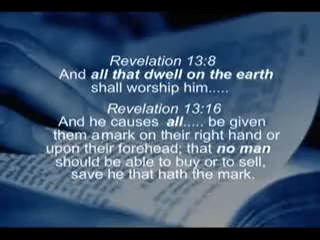 Revelation 13:8
And all that dwell on the earth
shall worship him.....
Revelation 13:16
And he causes all..... be given
them amark on their right hand or
upon their forehead; that no man
should be able to buy or to sell,
save he that hath the mark.